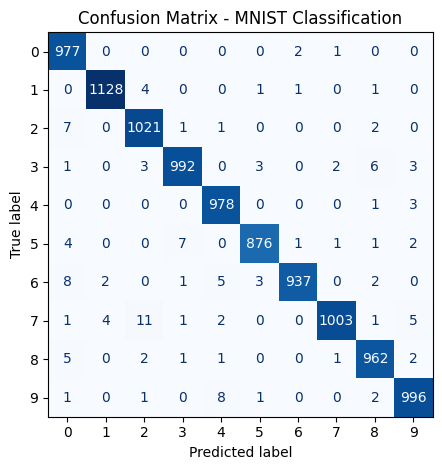 Confusion Matrix - MNIST Classification
0 977 0 0 0 0 0 2 1 0 0
1 0 1128 4 0 0 1 1 0 1 0
2 7 0 1021 1 1 0 0 0 2 0
3 1 0 3 992 0 3 0 2 6 3
4 0 0 0 0 978 0 0 0 1 3
5 4 0 0 7 0 876 1 1 1 2
6 8 2 0 1 5 3 937 0 2 0
7 1 4 11 1 2 0 0 1003 1 5
8 5 0 2 1 1 0 0 1 962 2
9 1 0 1 0 8 1 0 0 2 996
0 1 2 3 4 5 6 7 8 9
True label
Predicted label